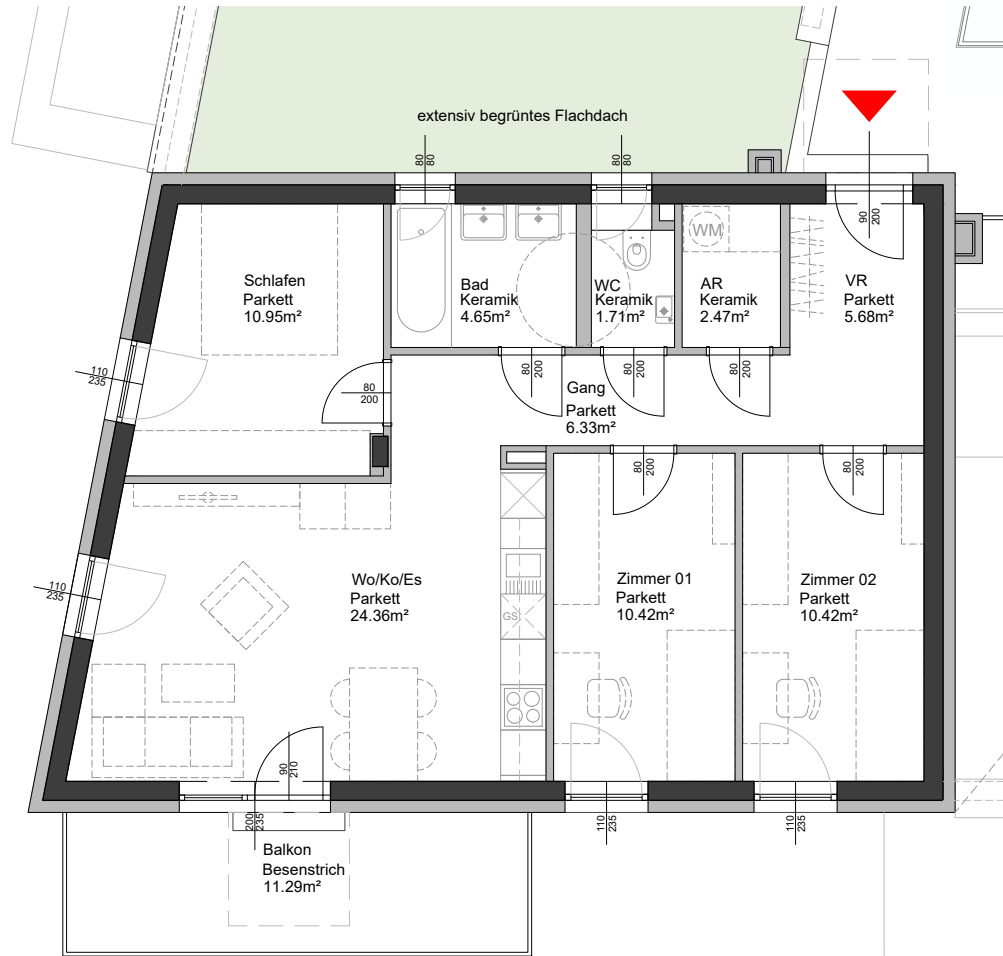 extensiv begrüntes Flachdach
80
80
80
80
90
200
WM
Schlafen
Parkett
10.95m²
Bad
Keramik
4.65m²
WC
Keramik
1.71m²
AR
Keramik
2.47m²
VR
Parkett
5.68m²
110
235
80
200
80
200
80
200
80
200
Gang
Parkett
6.33m²
80
200
80
200
110
235
Wo/Ko/Es
Parkett
24.36m²
GS
Zimmer 01
Parkett
10.42m²
Zimmer 02
Parkett
10.42m²
90
210
200
235
110
235
110
235
Balkon
Besenstrich
11.29m²